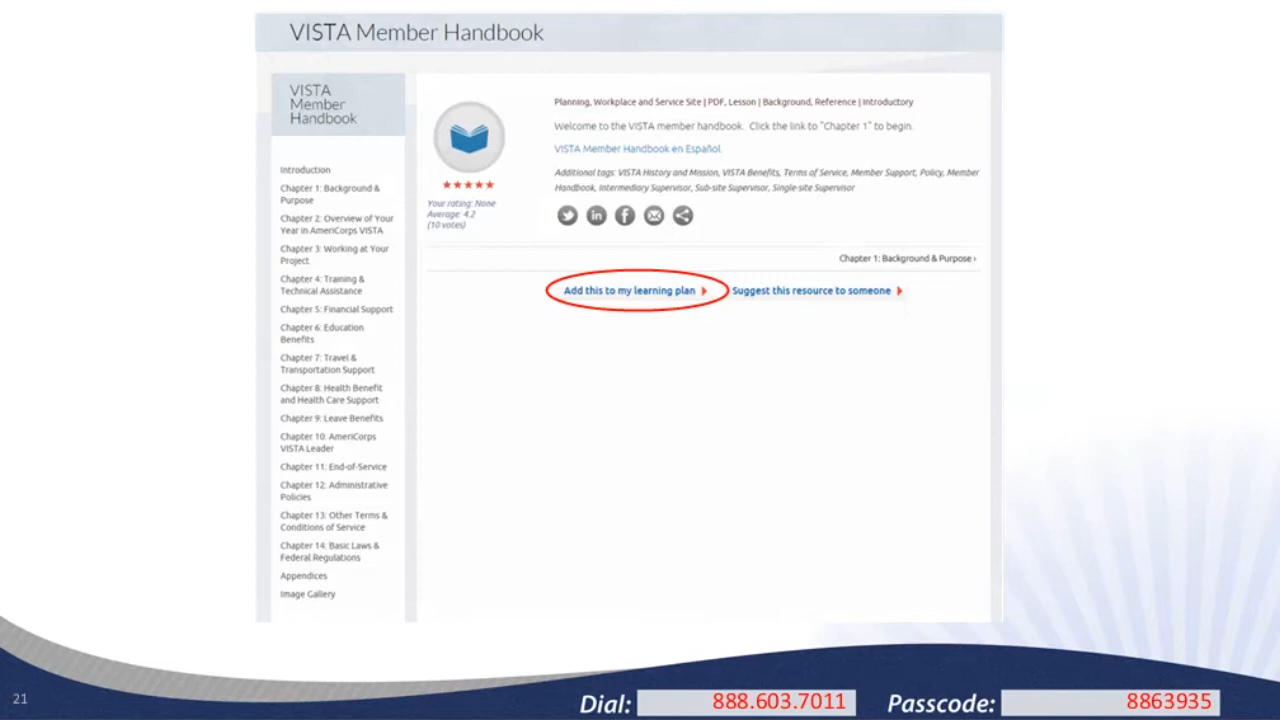 VISTA Member Handbook
VISTA
Member
Handbook
Introduction
Chapter 1: Background &
Purpose
Chapter 2: Overview of Your
Year in AmeriCorps VISTA
Chapter 3: Working at Your
Project
Chapter 4: Training &
Technical Assistance
Chapter 5: Financial Support
Chapter 6: Education
Benefits
Chapter 7: Travel &
Transportation Support
Chapter 8: Health Benefit
and Health Care Support
Chapter 9: Leave Benefits
Chapter 10: AmeriCorps
VISTA Leader
Chapter 11: End-of-Service
Chapter 12: Administrative
Policies
Chapter 13: Other Terms &
Conditions of Service
Chapter 14: Basic Laws &
Federal Regulations
Appendices
Image Gallery
Your rating: None
Average: 4.2
(10 votes)
Planning, Workplace and Service Site | PDF, Lesson | Background, Reference | Introductory
Welcome to the VISTA member handbook. Click the link to "Chapter 1" to begin.
VISTA Member Handbook en Español.
Additional tags: VISTA History and Mission, VISTA Benefits, Terms of Service, Member Support, Policy, Member
Handbook, Intermediary Supervisor, Sub-site Supervisor, Single-site Supervisor
Chapter 1: Background & Purpose ›
Add this to my learning plan Suggest this resource to someone
21
Dial: 888.603.7011 Passcode: 8863935